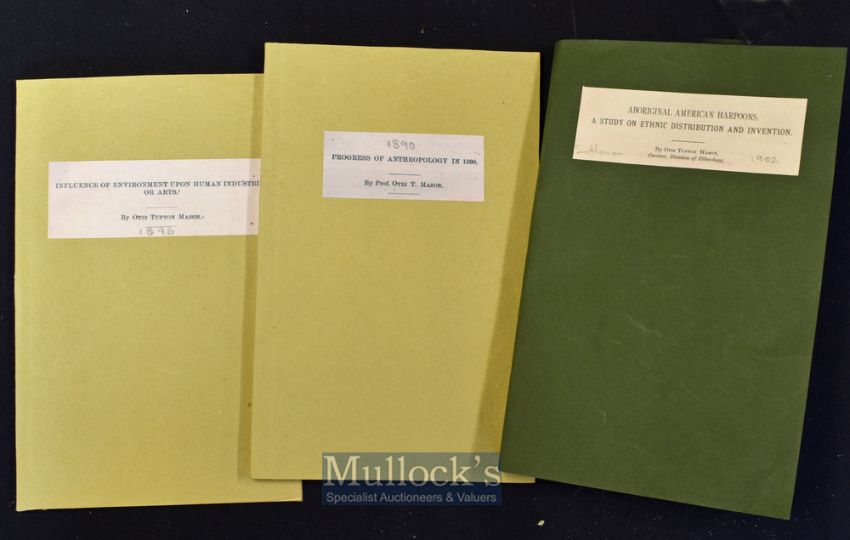 INFLUENCE OF ENVIRONMENT UPON HUMAN INDUSTRI
OR ARTS.
By OTIS TUFTON MASON.
1896
1890
PROGRESS OF ANTHROPOLOGY IN 1890.
By Prof. OTIS T. MASON.
ABORIGINAL AMERICAN HARPOONS:
A STUDY ON ETHNIC DISTRIBUTION AND INVENTION.
By OTIS TUFTON MASON,
Curator, Division of Ethnology.
1902
Mullock's
Specialist Auctioneers & Valuers